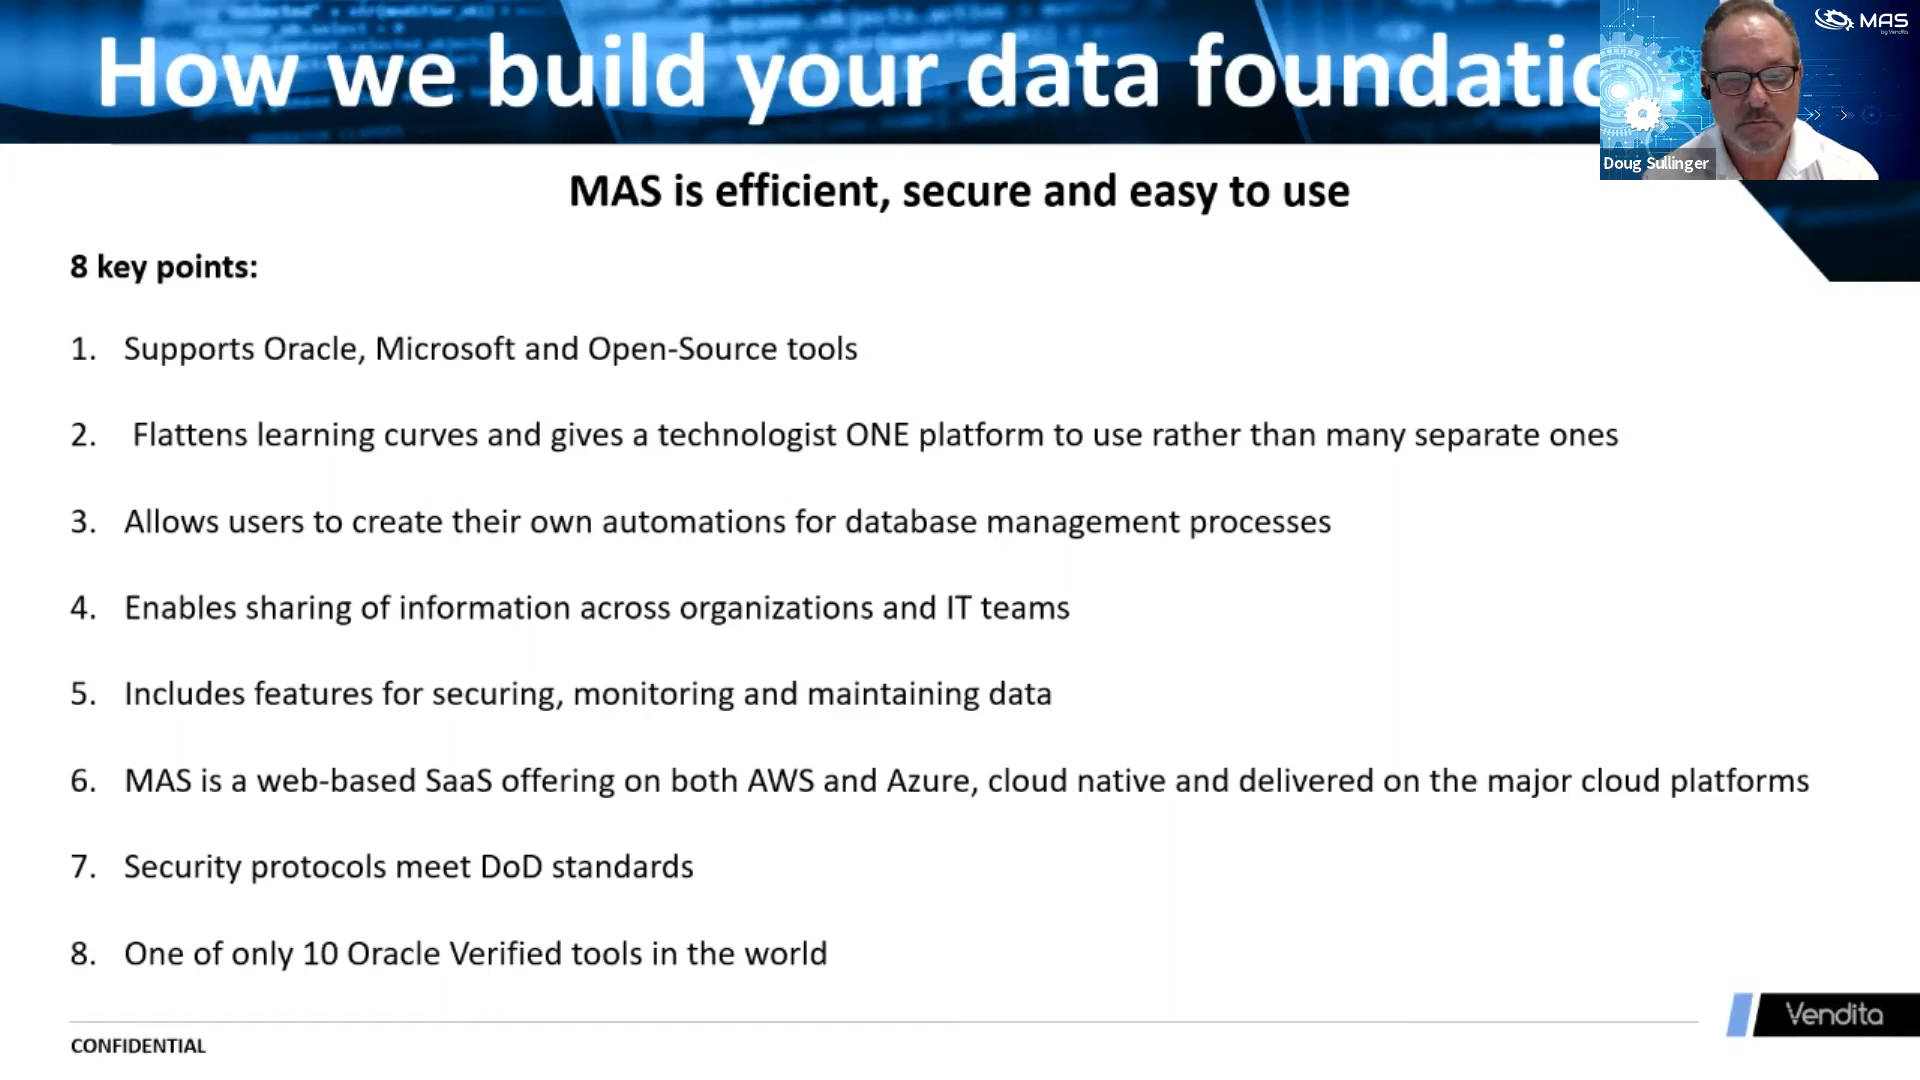 How we build your data foundatio
MAS
by Vendita
Doug Sullinger
MAS is efficient, secure and easy to use
8 key points:
1. Supports Oracle, Microsoft and Open-Source tools
2. Flattens learning curves and gives a technologist ONE platform to use rather than many separate ones
3. Allows users to create their own automations for database management processes
4. Enables sharing of information across organizations and IT teams
5. Includes features for securing, monitoring and maintaining data
6. MAS is a web-based SaaS offering on both AWS and Azure, cloud native and delivered on the major cloud platforms
7. Security protocols meet DoD standards
8. One of only 10 Oracle Verified tools in the world
Vendita
CONFIDENTIAL